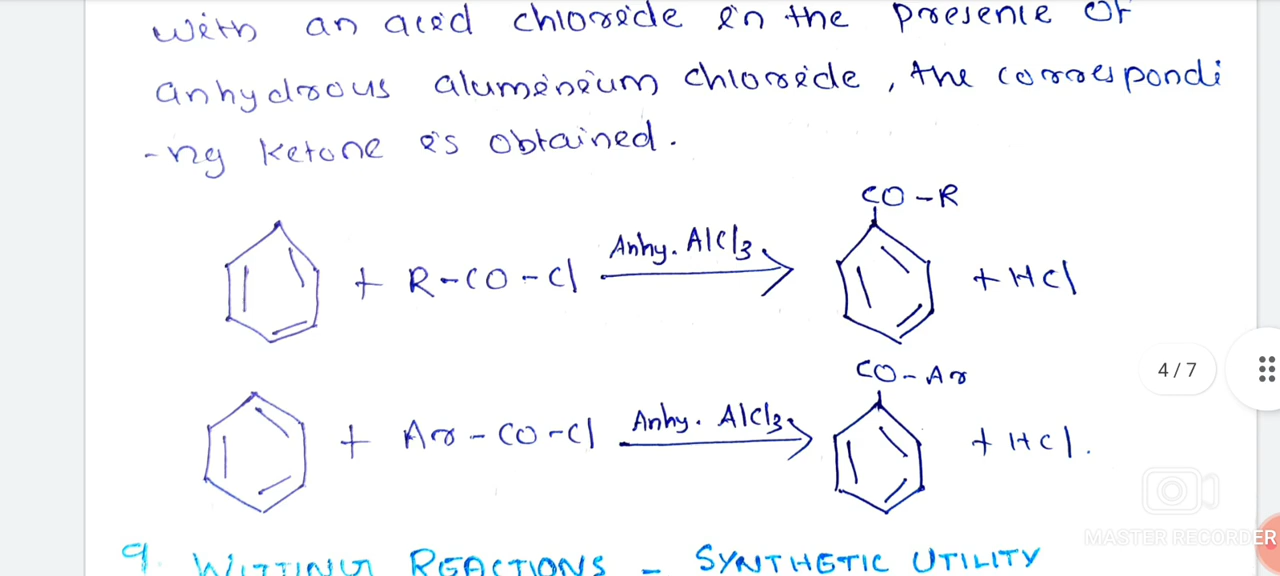 with an acid chloride in the presence of
anhydrous aluminium chloride, the correspondi
-ng ketone is obtained.
CO-R
+ R-CO-Cl Anhy. AlCl3 + HCl
CO-Ar
+ Ar-CO-Cl Anhy. AlCl3 + HCl.
4/7
MASTER RECORDER
9. WITTING REACTIONS - SYNTHETIC UTILITY